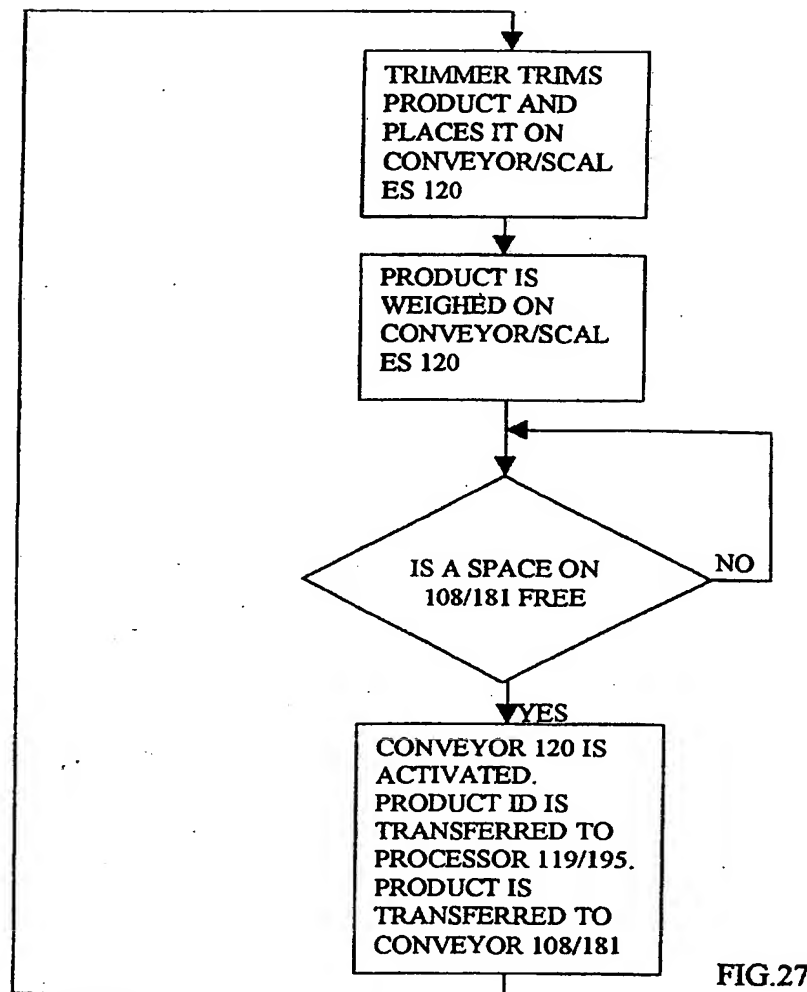 TRIMMER TRIMS
PRODUCT AND
PLACES IT ON
CONVEYOR/SCAL
ES 120
PRODUCT IS
WEIGHED ON
CONVEYOR/SCAL
ES 120
IS A SPACE ON
108/181 FREE
NO
YES
CONVEYOR 120 IS
ACTIVATED.
PRODUCT ID IS
TRANSFERRED TO
PROCESSOR 119/195.
PRODUCT IS
TRANSFERRED TO
CONVEYOR 108/181
FIG.27